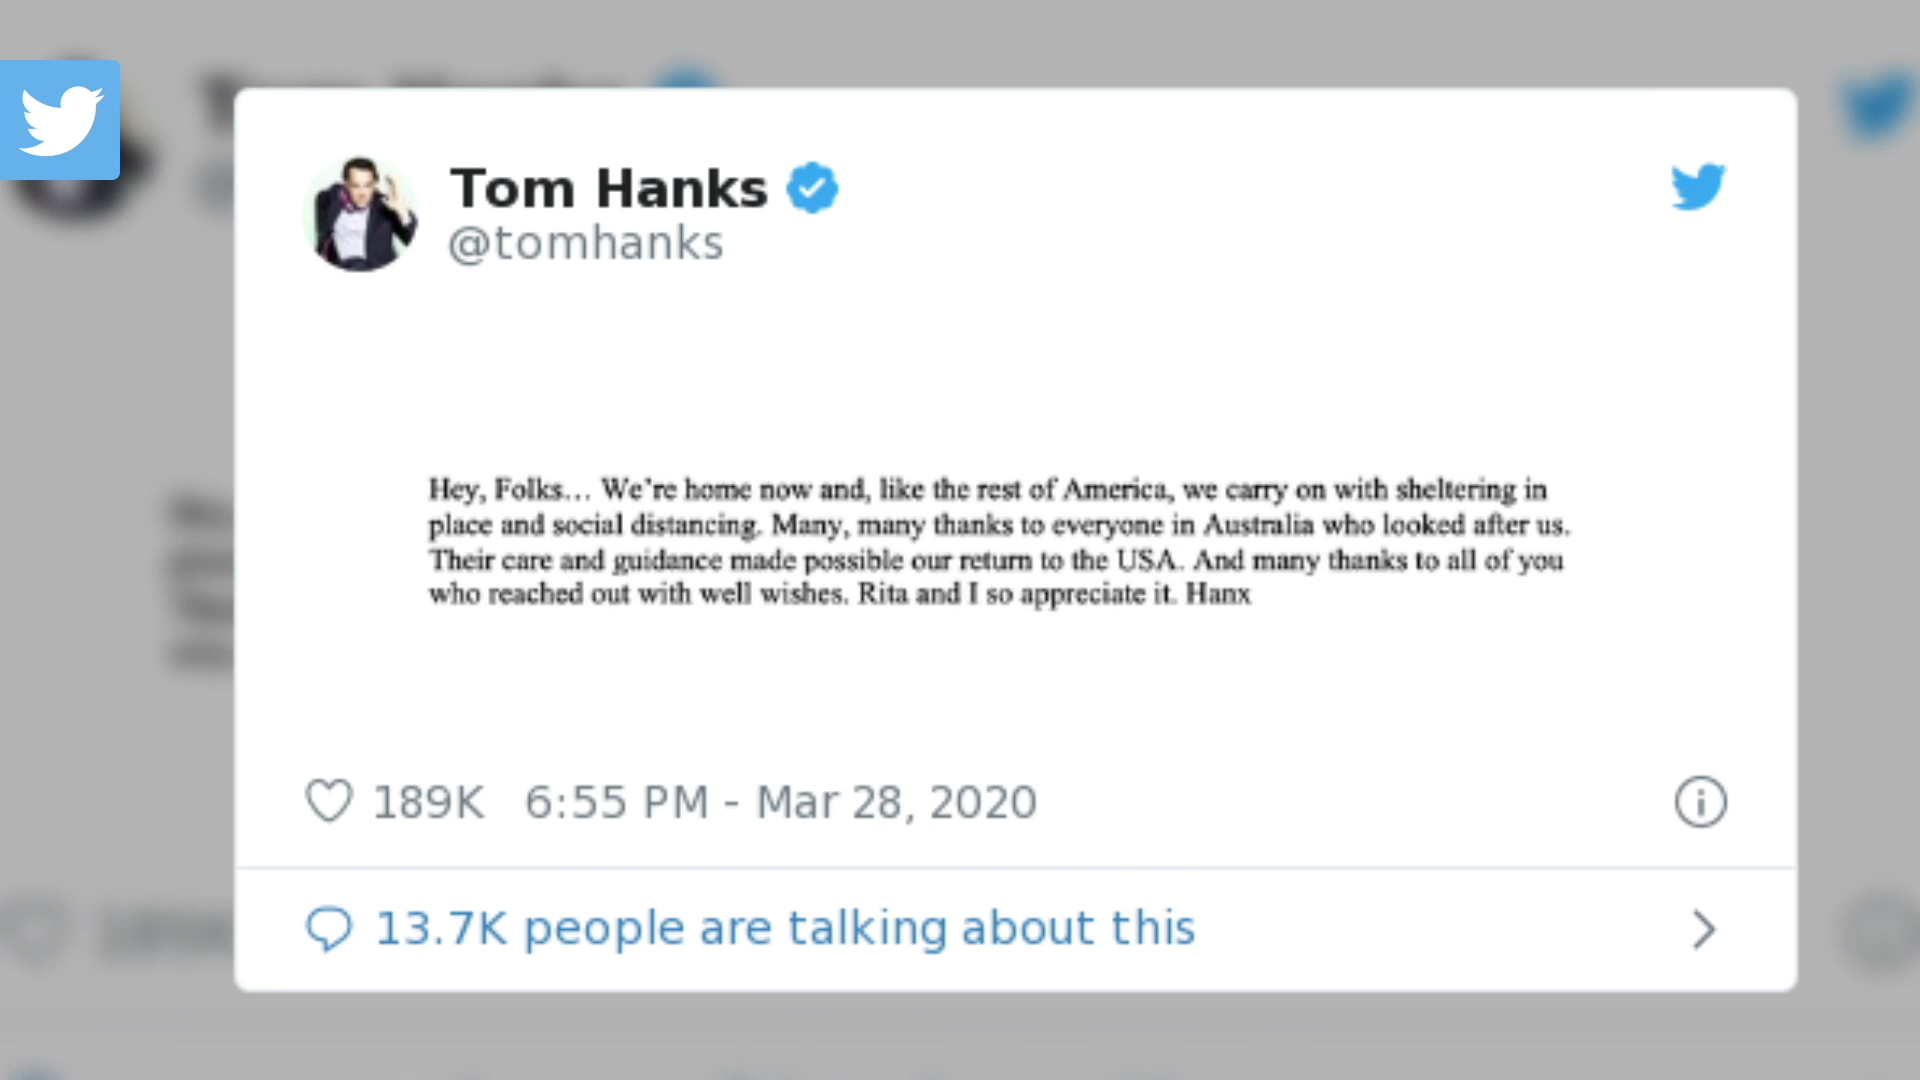 Tom Hanks
@tomhanks
Hey, Folks... We're home now and, like the rest of America, we carry on with sheltering in
place and social distancing. Many, many thanks to everyone in Australia who looked after us.
Their care and guidance made possible our return to the USA. And many thanks to all of you
who reached out with well wishes. Rita and I so appreciate it. Hanx
189K 6:55 PM - Mar 28, 2020
13.7K people are talking about this